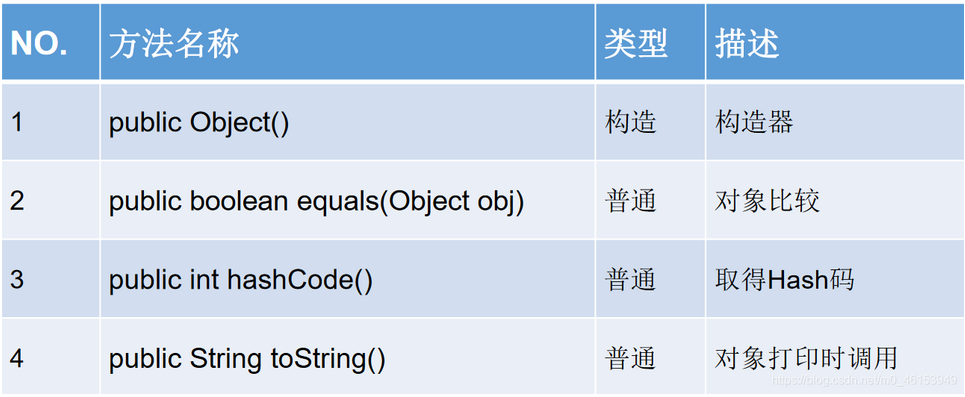 NO. 方法名称 类型 描述
1 public Object() 构造 构造器
2 public boolean equals(Object obj) 普通 对象比较
3 public int hashCode() 普通 取得Hash码
4 public String toString() 普通 对象打印时调用
https://blog.csdn.net/m0_46153949